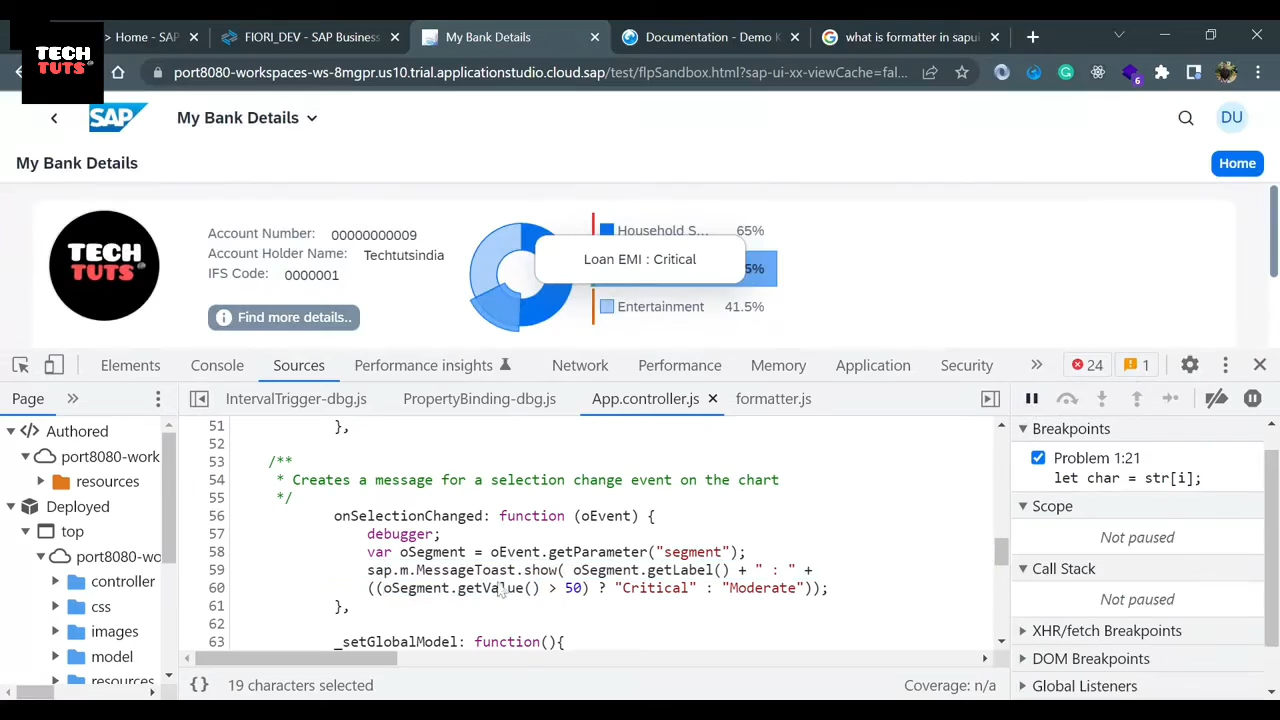 TECH
TUTS
> Home - SAP
FIORI_DEV - SAP Business
My Bank Details
Documentation - Demo K
what is formatter in sapui
port8080-workspaces-ws-8mgpr.us10.trial.applicationstudio.cloud.sap/test/flpSandbox.html?sap-ui-xx-viewCache=fal...
6
SAP
My Bank Details
DU
My Bank Details
Home
TECH
TUTS
Account Number: 00000000009
Account Holder Name: Techtutsindia
IFS Code: 0000001
Find more details..
Household S... 65%
Loan EMI : Critical
5%
Entertainment 41.5%
Elements Console Sources Performance insights Network Performance Memory Application Security » 24 1
Page »
IntervalTrigger-dbg.js PropertyBinding-dbg.js App.controller.js formatter.js
Authored
port8080-work
resources
Deployed
top
port8080-wo
controller
css
images
model
resources
51 },
52
53 /**
54 * Creates a message for a selection change event on the chart
55 */
56 onSelectionChanged: function (oEvent) {
57 debugger;
58 var oSegment = oEvent.getParameter("segment");
59 sap.m.MessageToast.show( oSegment.getLabel() + " : " +
60 ((oSegment.getValue() > 50) ? "Critical" : "Moderate"));
61 },
62
63 _setGlobalModel: function(){
{} 19 characters selected
Coverage: n/a
Breakpoints
Problem 1:21
let char = str[i];
Scope
Not paused
Call Stack
Not paused
XHR/fetch Breakpoints
DOM Breakpoints
Global Listeners